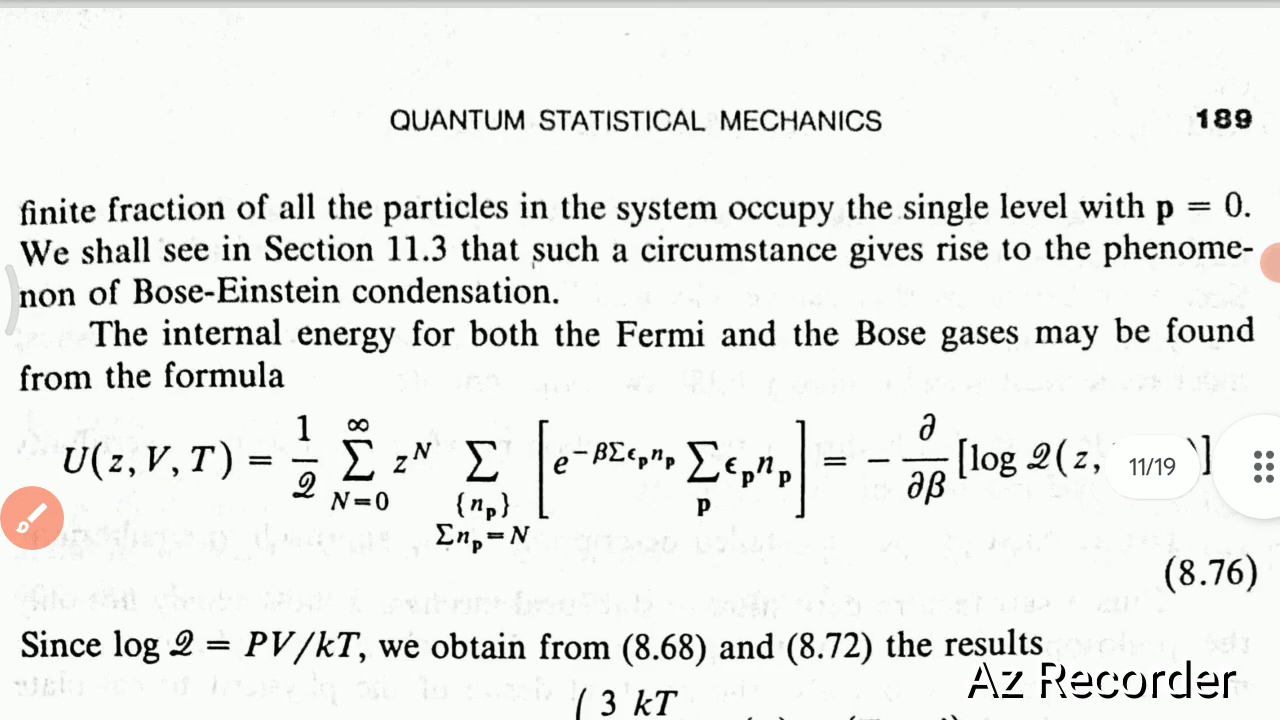 QUANTUM STATISTICAL MECHANICS 189
finite fraction of all the particles in the system occupy the single level with p = 0.
We shall see in Section 11.3 that such a circumstance gives rise to the phenome-
non of Bose-Einstein condensation.
The internal energy for both the Fermi and the Bose gases may be found
from the formula
U(z, V, T) = 1/𝒬 ∑_{N=0}^{∞} z^N ∑_{{n_p} Σn_p=N} [e^{-βΣϵ_p n_p} ∑_p ϵ_p n_p] = - ∂/∂β [log 𝒬(z, )]
11/19
(8.76)
Since log 𝒬 = PV/kT, we obtain from (8.68) and (8.72) the results
Az Recorder
3 kT